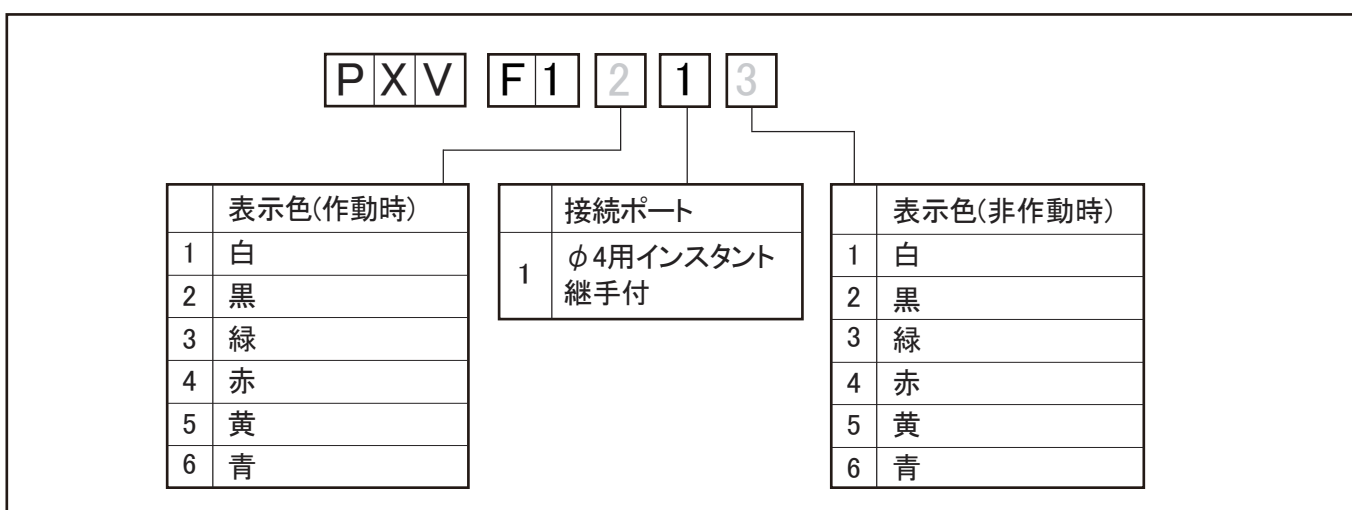 PXV F1 2 1 3
表示色(作動時)
1 白
2 黒
3 緑
4 赤
5 黄
6 青
接続ポート
1 φ4用インスタント
継手付
表示色(非作動時)
1 白
2 黒
3 緑
4 赤
5 黄
6 青